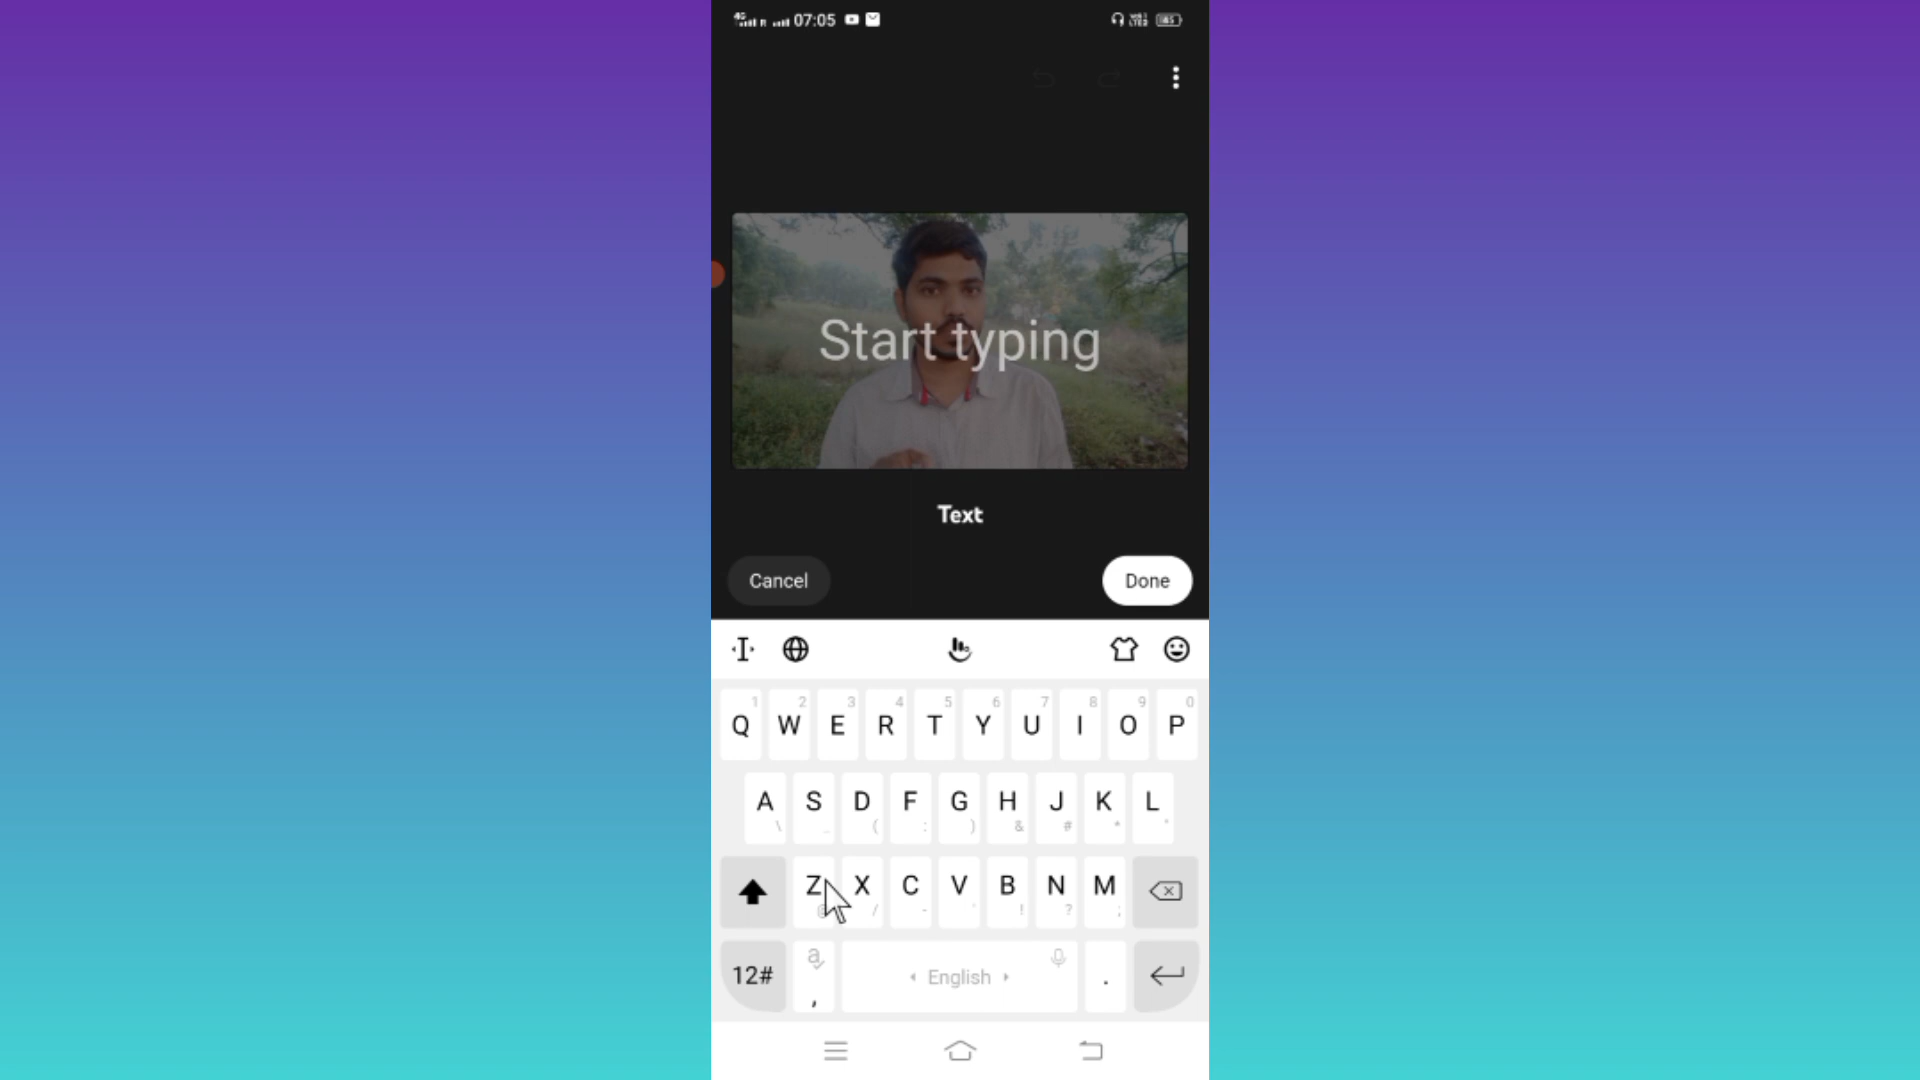 07:05
Start typing
Text
Cancel
Done
1 2 3 4 5 6 7 8 9 0
Q W E R T Y U I O P
A S D F G H J K L
\ _ ( : ) & # *
Z X C V B N M
/ - ! ? ;
12# , English .